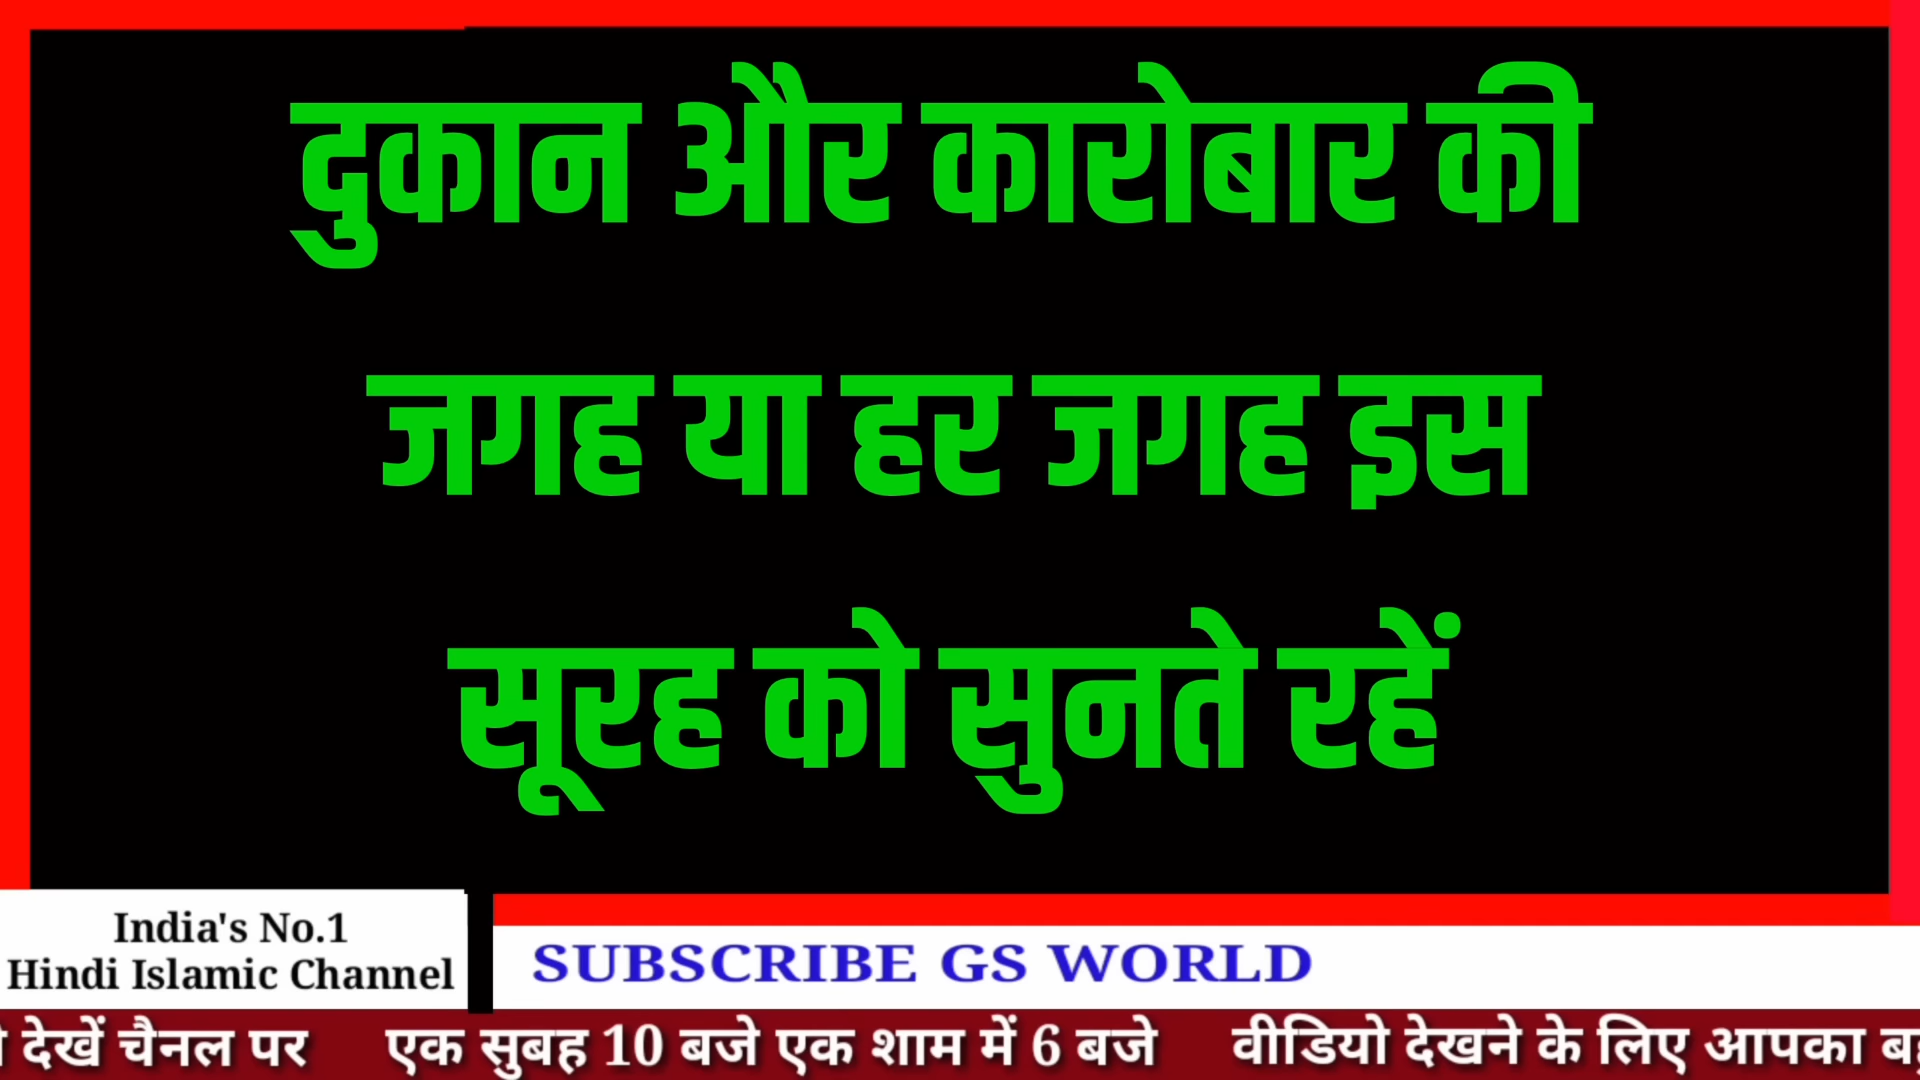 दुकान और कारोबार की
जगह या हर जगह इस
सूरह को सुनते रहें
India's No.1
Hindi Islamic Channel
SUBSCRIBE GS WORLD
देखें चैनल पर एक सुबह 10 बजे एक शाम में 6 बजे वीडियो देखने के लिए आपका